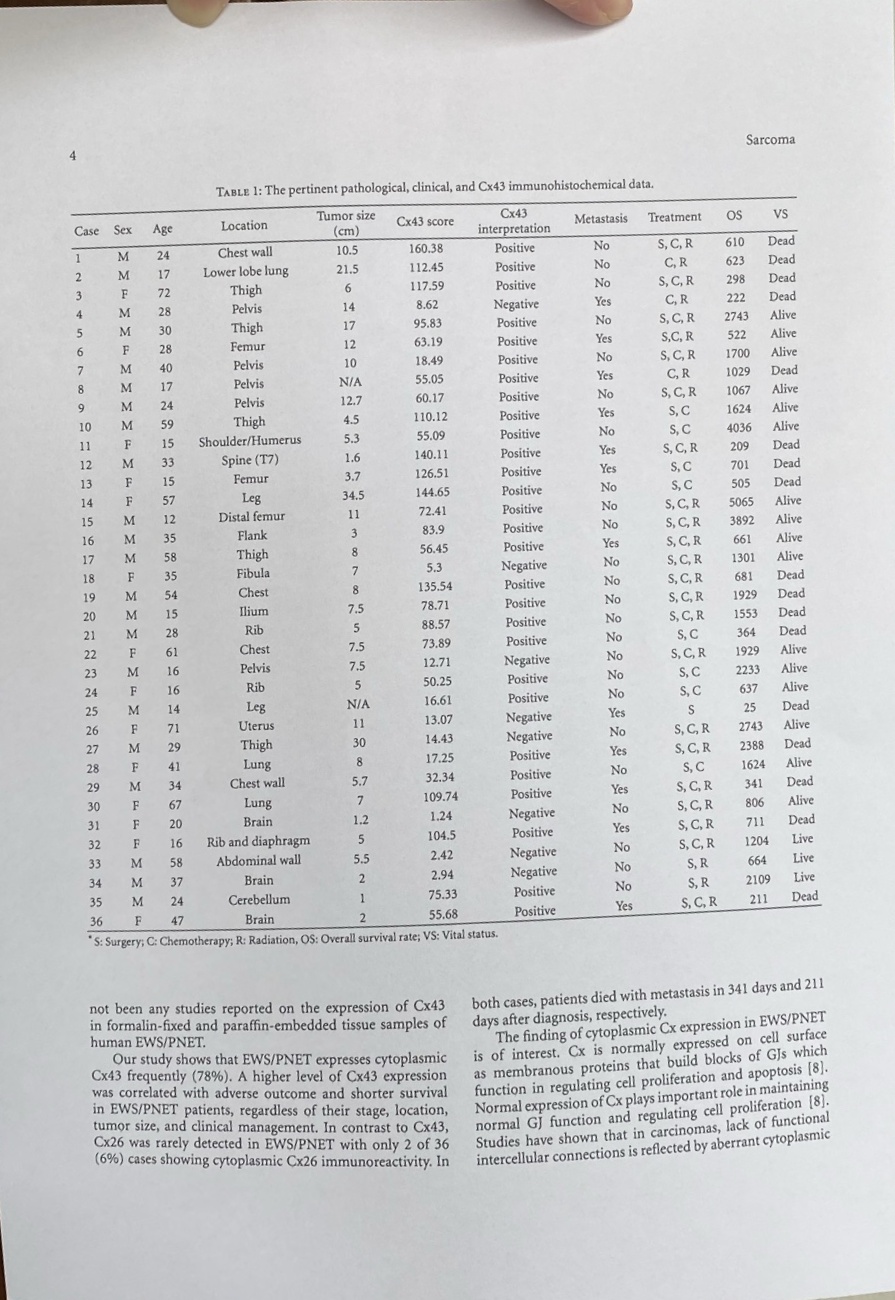 4
Sarcoma
TABLE 1: The pertinent pathological, clinical, and Cx43 immunohistochemical data.
Case Sex Age Location Tumor size (cm) Cx43 score Cx43 interpretation Metastasis Treatment OS VS
1 M 24 Chest wall 10.5 160.38 Positive No S, C, R 610 Dead
2 M 17 Lower lobe lung 21.5 112.45 Positive No C, R 623 Dead
3 F 72 Thigh 6 117.59 Positive No S, C, R 298 Dead
4 M 28 Pelvis 14 8.62 Negative Yes C, R 222 Dead
5 M 30 Thigh 17 95.83 Positive No S, C, R 2743 Alive
6 F 28 Femur 12 63.19 Positive Yes S,C, R 522 Alive
7 M 40 Pelvis 10 18.49 Positive No S, C, R 1700 Alive
8 M 17 Pelvis N/A 55.05 Positive Yes C, R 1029 Dead
9 M 24 Pelvis 12.7 60.17 Positive No S, C, R 1067 Alive
10 M 59 Thigh 4.5 110.12 Positive Yes S, C 1624 Alive
11 F 15 Shoulder/Humerus 5.3 55.09 Positive No S, C 4036 Alive
12 M 33 Spine (T7) 1.6 140.11 Positive Yes S, C, R 209 Dead
13 F 15 Femur 3.7 126.51 Positive Yes S, C 701 Dead
14 F 57 Leg 34.5 144.65 Positive No S, C 505 Dead
15 M 12 Distal femur 11 72.41 Positive No S, C, R 5065 Alive
16 M 35 Flank 3 83.9 Positive No S, C, R 3892 Alive
17 M 58 Thigh 8 56.45 Positive Yes S, C, R 661 Alive
18 F 35 Fibula 7 5.3 Negative No S, C, R 1301 Alive
19 M 54 Chest 8 135.54 Positive No S, C, R 681 Dead
20 M 15 Ilium 7.5 78.71 Positive No S, C, R 1929 Dead
21 M 28 Rib 5 88.57 Positive No S, C, R 1553 Dead
22 F 61 Chest 7.5 73.89 Positive No S, C 364 Dead
23 M 16 Pelvis 7.5 12.71 Negative No S, C, R 1929 Alive
24 F 16 Rib 5 50.25 Positive No S, C 2233 Alive
25 M 14 Leg N/A 16.61 Positive No S, C 637 Alive
26 F 71 Uterus 11 13.07 Negative Yes S 25 Dead
27 M 29 Thigh 30 14.43 Negative No S, C, R 2743 Alive
28 F 41 Lung 8 17.25 Positive Yes S, C, R 2388 Dead
29 M 34 Chest wall 5.7 32.34 Positive No S, C 1624 Alive
30 F 67 Lung 7 109.74 Positive Yes S, C, R 341 Dead
31 F 20 Brain 1.2 1.24 Negative No S, C, R 806 Alive
32 F 16 Rib and diaphragm 5 104.5 Positive Yes S, C, R 711 Dead
33 M 58 Abdominal wall 5.5 2.42 Negative No S, C, R 1204 Live
34 M 37 Brain 2 2.94 Negative No S, R 664 Live
35 M 24 Cerebellum 1 75.33 Positive No S, R 2109 Live
36 F 47 Brain 2 55.68 Positive Yes S, C, R 211 Dead
*S: Surgery; C: Chemotherapy; R: Radiation, OS: Overall survival rate; VS: Vital status.
not been any studies reported on the expression of Cx43
in formalin-fixed and paraffin-embedded tissue samples of
human EWS/PNET.
Our study shows that EWS/PNET expresses cytoplasmic
Cx43 frequently (78%). A higher level of Cx43 expression
was correlated with adverse outcome and shorter survival
in EWS/PNET patients, regardless of their stage, location,
tumor size, and clinical management. In contrast to Cx43,
Cx26 was rarely detected in EWS/PNET with only 2 of 36
(6%) cases showing cytoplasmic Cx26 immunoreactivity. In
both cases, patients died with metastasis in 341 days and 211
days after diagnosis, respectively.
The finding of cytoplasmic Cx expression in EWS/PNET
is of interest. Cx is normally expressed on cell surface
as membranous proteins that build blocks of GJs which
function in regulating cell proliferation and apoptosis [8].
Normal expression of Cx plays important role in maintaining
normal GJ function and regulating cell proliferation [8].
Studies have shown that in carcinomas, lack of functional
intercellular connections is reflected by aberrant cytoplasmic